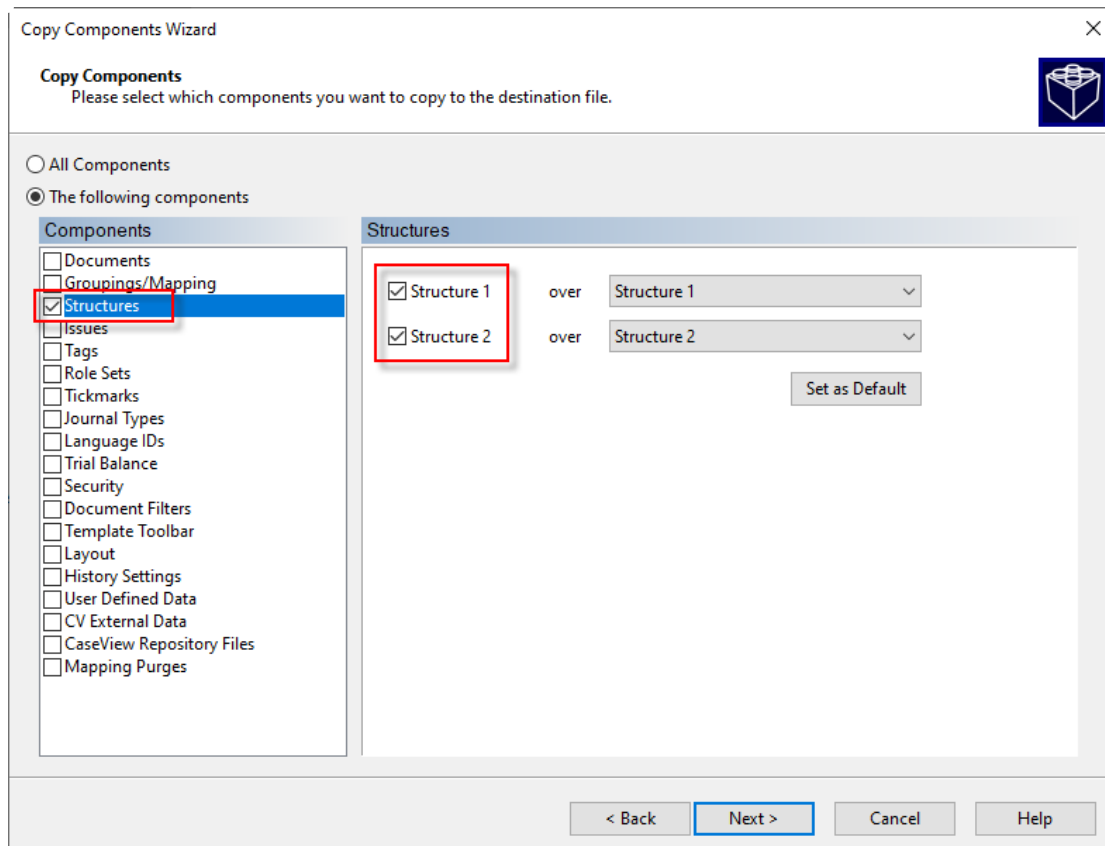 Copy Components Wizard
Copy Components
Please select which components you want to copy to the destination file.
All Components
The following components
Components
Documents
Groupings/Mapping
Structures
Issues
Tags
Role Sets
Tickmarks
Journal Types
Language IDs
Trial Balance
Security
Document Filters
Template Toolbar
Layout
History Settings
User Defined Data
CV External Data
CaseView Repository Files
Mapping Purges
Structures
Structure 1 over Structure 1
Structure 2 over Structure 2
Set as Default
< Back Next > Cancel Help